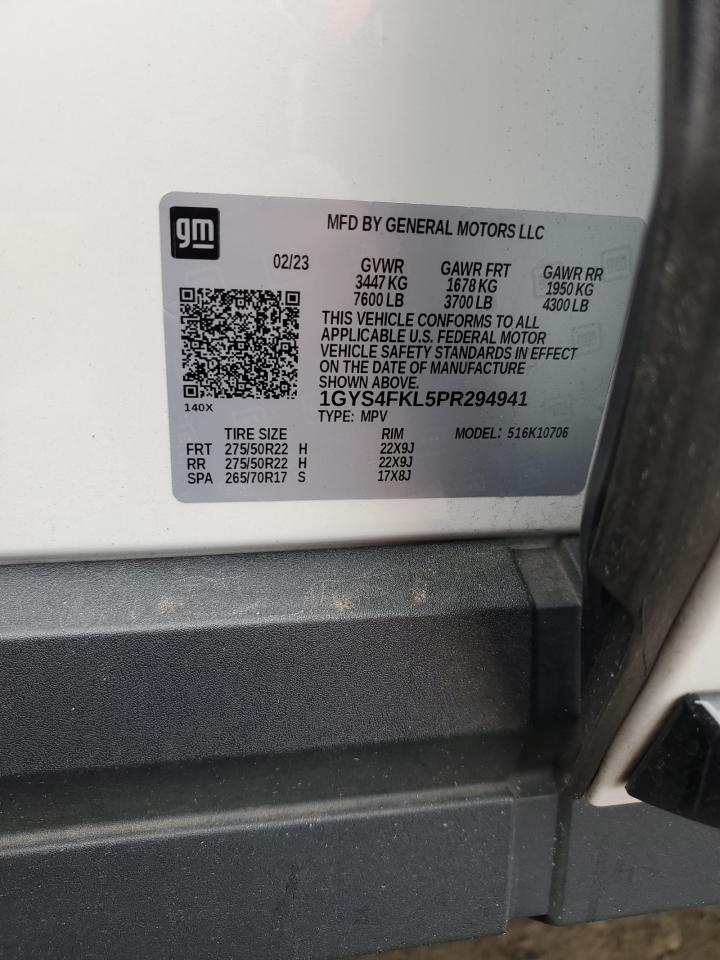 gm
MFD BY GENERAL MOTORS LLC
02/23 GVWR GAWR FRT GAWR RR
3447 KG 1678 KG 1950 KG
7600 LB 3700 LB 4300 LB
THIS VEHICLE CONFORMS TO ALL
APPLICABLE U.S. FEDERAL MOTOR
VEHICLE SAFETY STANDARDS IN EFFECT
ON THE DATE OF MANUFACTURE
SHOWN ABOVE.
140X
1GYS4FKL5PR294941
TYPE: MPV
TIRE SIZE RIM MODEL: 516K10706
FRT 275/50R22 H 22X9J
RR 275/50R22 H 22X9J
SPA 265/70R17 S 17X8J